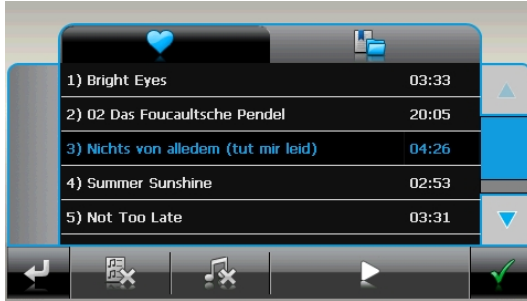 1) Bright Eyes 03:33
2) 02 Das Foucaultsche Pendel 20:05
3) Nichts von alledem (tut mir leid) 04:26
4) Summer Sunshine 02:53
5) Not Too Late 03:31